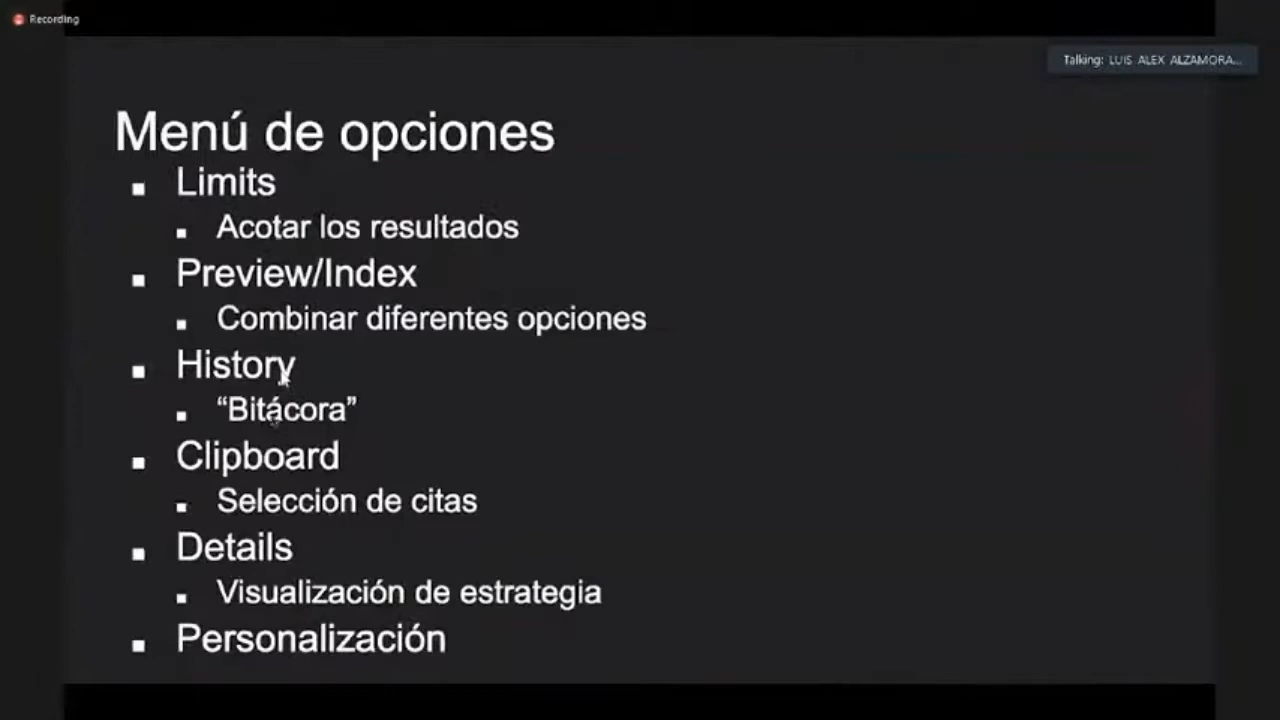 Recording
Talking: LUIS ALEX ALZAMORA...
Menú de opciones
Limits
Acotar los resultados
Preview/Index
Combinar diferentes opciones
History
“Bitácora”
Clipboard
Selección de citas
Details
Visualización de estrategia
Personalización